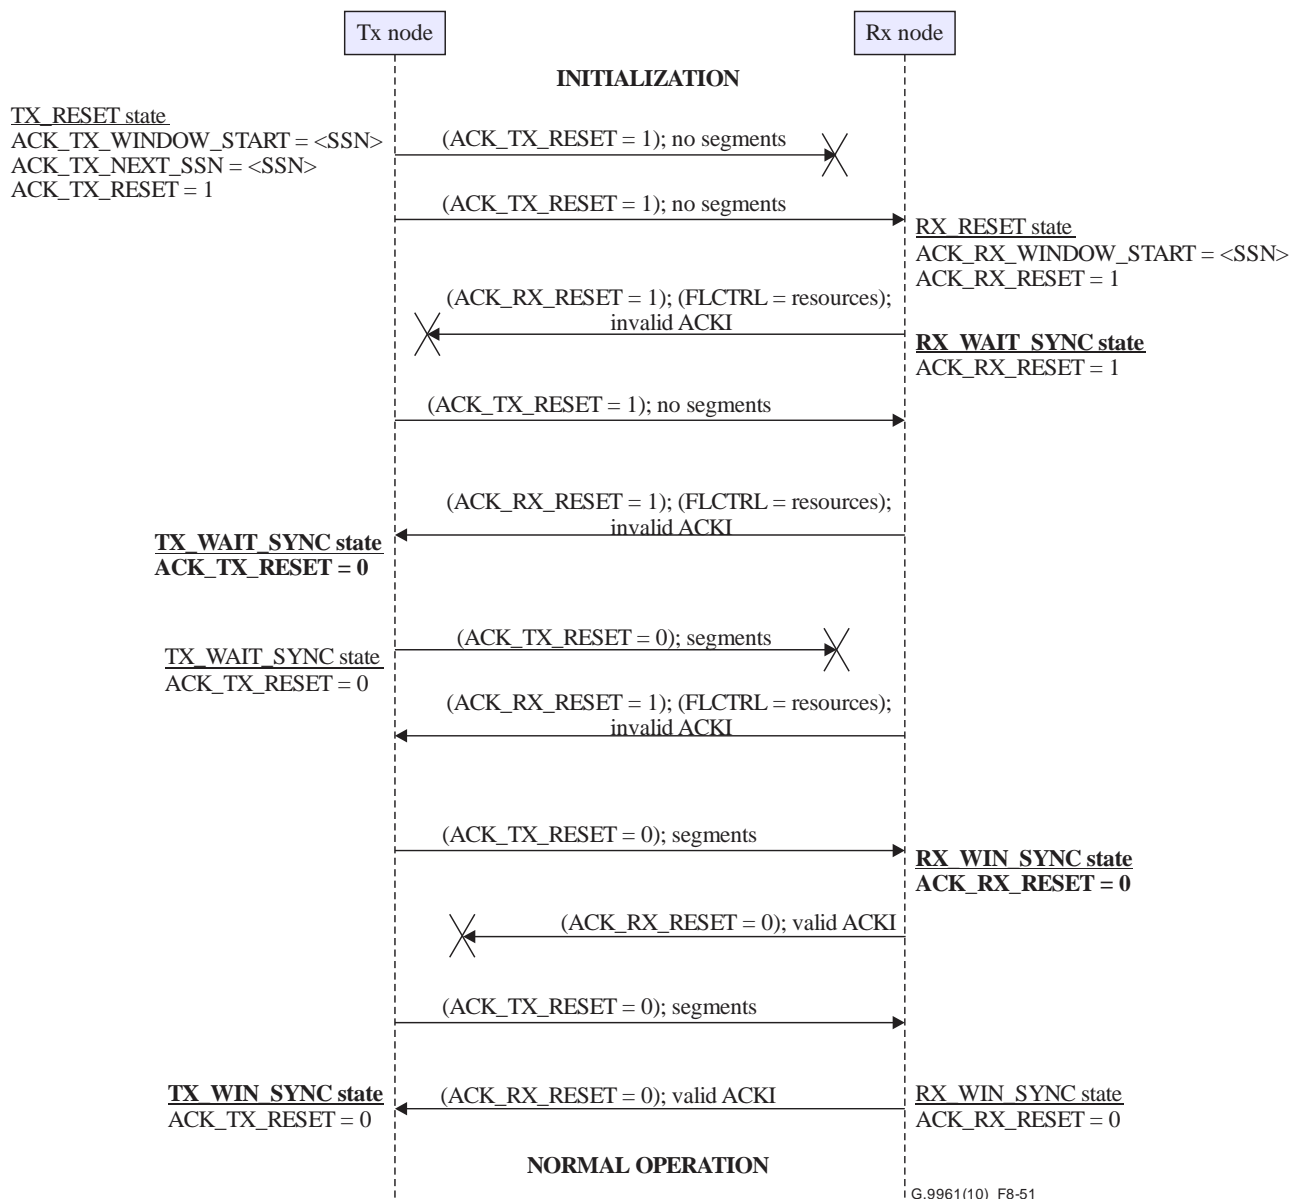 Tx node
Rx node
INITIALIZATION
TX_RESET state
ACK_TX_WINDOW_START = <SSN>
ACK_TX_NEXT_SSN = <SSN>
ACK_TX_RESET = 1
(ACK_TX_RESET = 1); no segments
(ACK_TX_RESET = 1); no segments
RX_RESET state
ACK_RX_WINDOW_START = <SSN>
ACK_RX_RESET = 1
(ACK_RX_RESET = 1); (FLCTRL = resources);
invalid ACKI
RX_WAIT_SYNC state
ACK_RX_RESET = 1
(ACK_TX_RESET = 1); no segments
(ACK_RX_RESET = 1); (FLCTRL = resources);
invalid ACKI
TX_WAIT_SYNC state
ACK_TX_RESET = 0
(ACK_TX_RESET = 0); segments
TX_WAIT_SYNC state
ACK_TX_RESET = 0
(ACK_RX_RESET = 1); (FLCTRL = resources);
invalid ACKI
(ACK_TX_RESET = 0); segments
RX_WIN_SYNC state
ACK_RX_RESET = 0
(ACK_RX_RESET = 0); valid ACKI
(ACK_TX_RESET = 0); segments
TX_WIN_SYNC state
ACK_TX_RESET = 0
(ACK_RX_RESET = 0); valid ACKI
RX_WIN_SYNC state
ACK_RX_RESET = 0
NORMAL OPERATION
G.9961(10)_F8-51